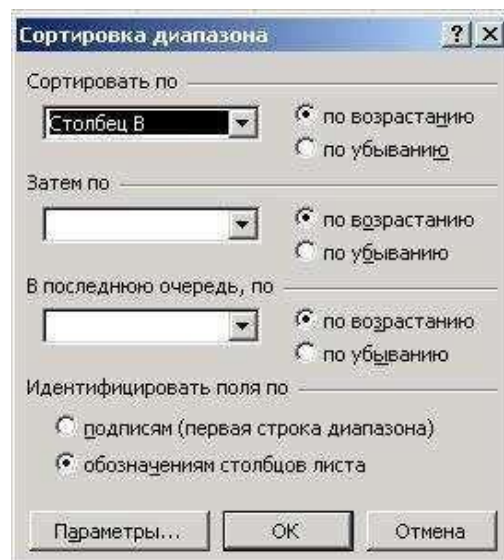 Сортировка диапазона
Сортировать по
Столбец В
по возрастанию
по убыванию
Затем по
по возрастанию
по убыванию
В последнюю очередь, по
по возрастанию
по убыванию
Идентифицировать поля по
подписям (первая строка диапазона)
обозначениям столбцов листа
Параметры... ОК Отмена